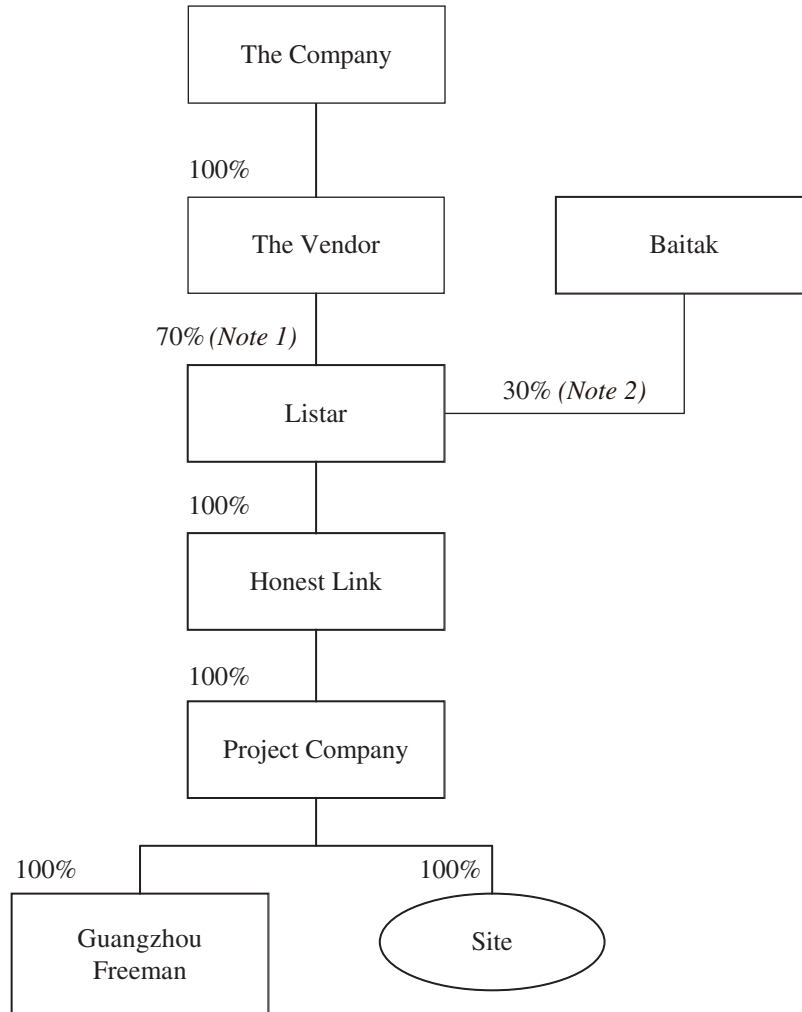 The Company
100%
The Vendor
Baitak
70% (Note 1)
30% (Note 2)
Listar
100%
Honest Link
100%
Project Company
100%
100%
Guangzhou
Freeman
Site